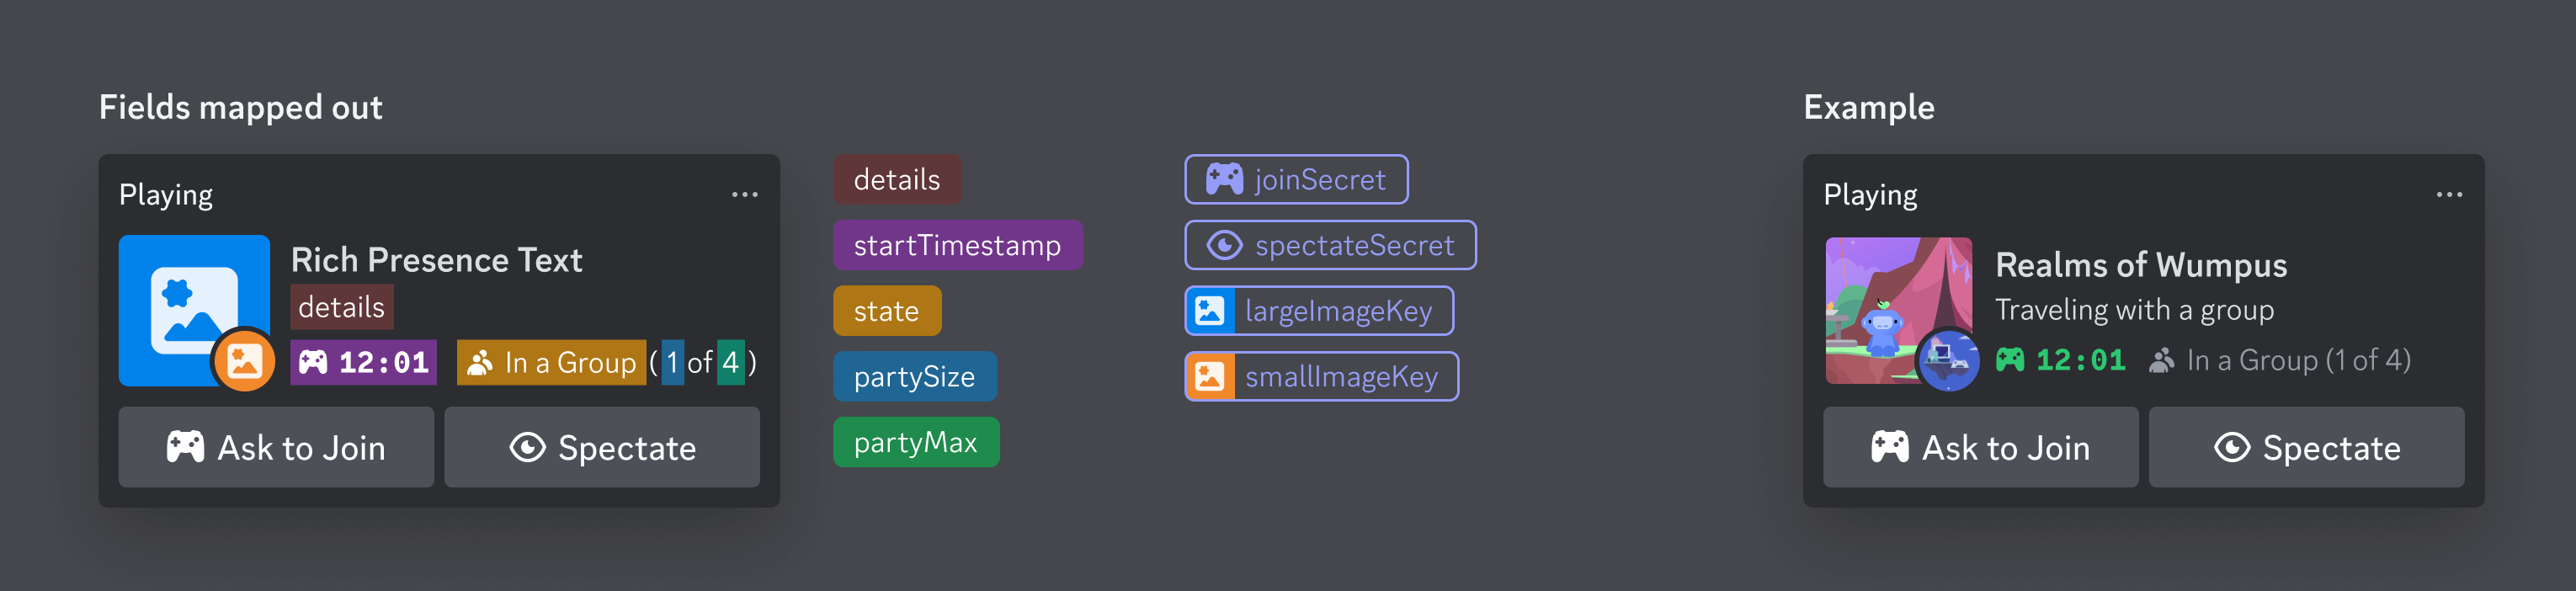 Fields mapped out
Playing
Rich Presence Text
details
12:01 In a Group (1 of 4)
Ask to Join Spectate
details
startTimestamp
state
partySize
partyMax
joinSecret
spectateSecret
largeImageKey
smallImageKey
Example
Playing
Realms of Wumpus
Traveling with a group
12:01 In a Group (1 of 4)
Ask to Join Spectate